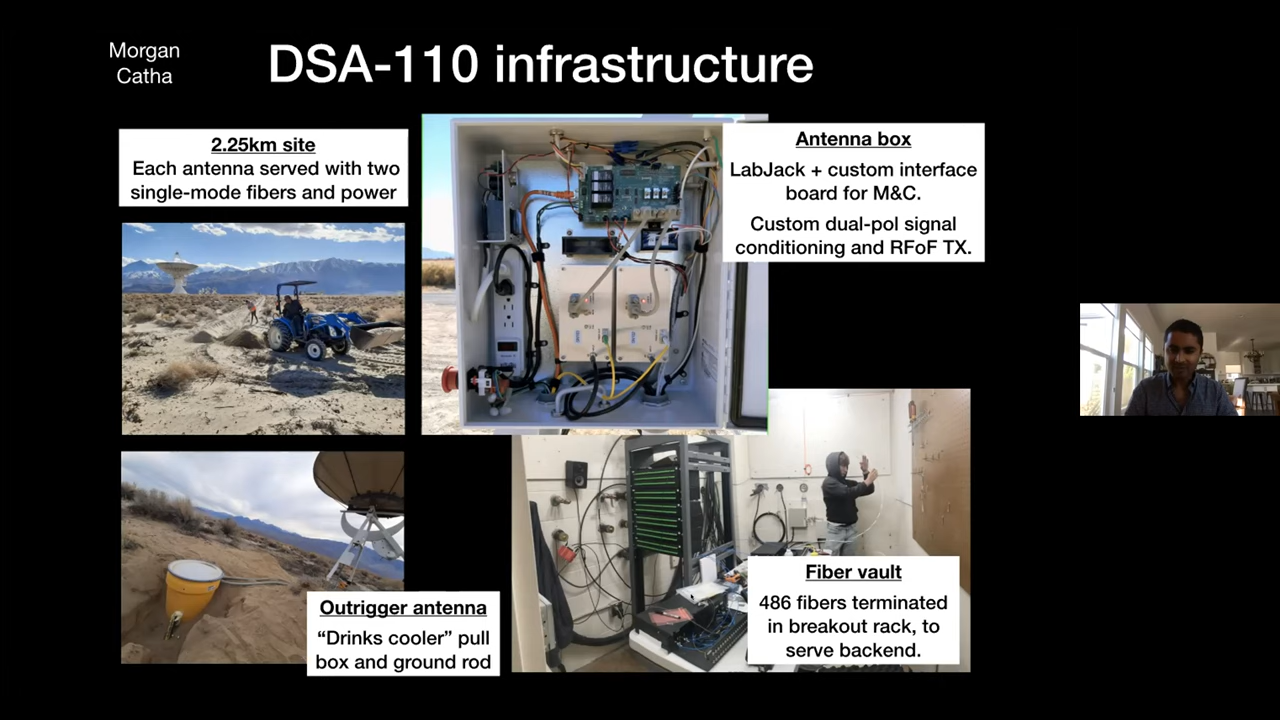 Morgan
Catha
DSA-110 infrastructure
2.25km site
Each antenna served with two
single-mode fibers and power
Antenna box
LabJack + custom interface
board for M&C.
Custom dual-pol signal
conditioning and RFoF TX.
Outrigger antenna
“Drinks cooler” pull
box and ground rod
Fiber vault
486 fibers terminated
in breakout rack, to
serve backend.